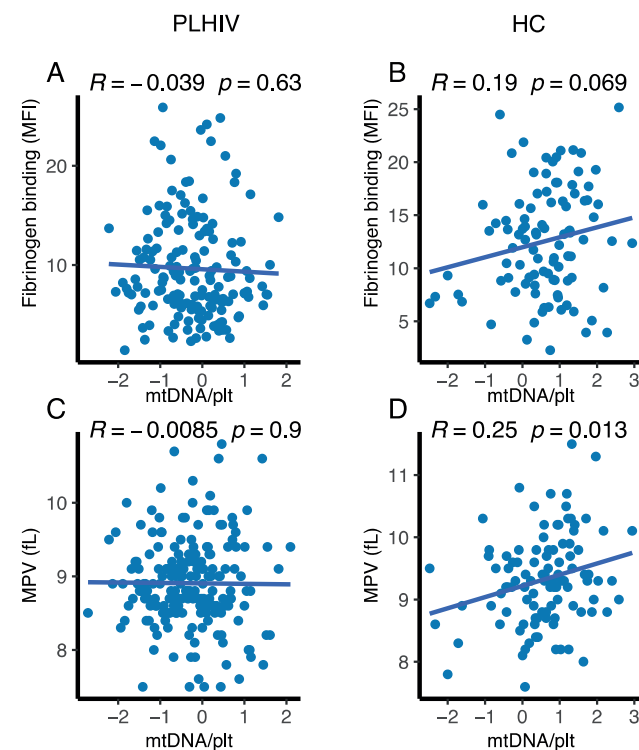 PLHIV HC
A B
R = −0.039 p = 0.63 R = 0.19 p = 0.069
Fibrinogen binding (MFI)
20
10
−2 −1 0 1 2
mtDNA/plt
Fibrinogen binding (MFI)
25
20
15
10
5
−2 −1 0 1 2 3
mtDNA/plt
C D
R = −0.0085 p = 0.9 R = 0.25 p = 0.013
MPV (fL)
10
9
8
−2 −1 0 1 2
mtDNA/plt
MPV (fL)
11
10
9
8
−2 −1 0 1 2 3
mtDNA/plt